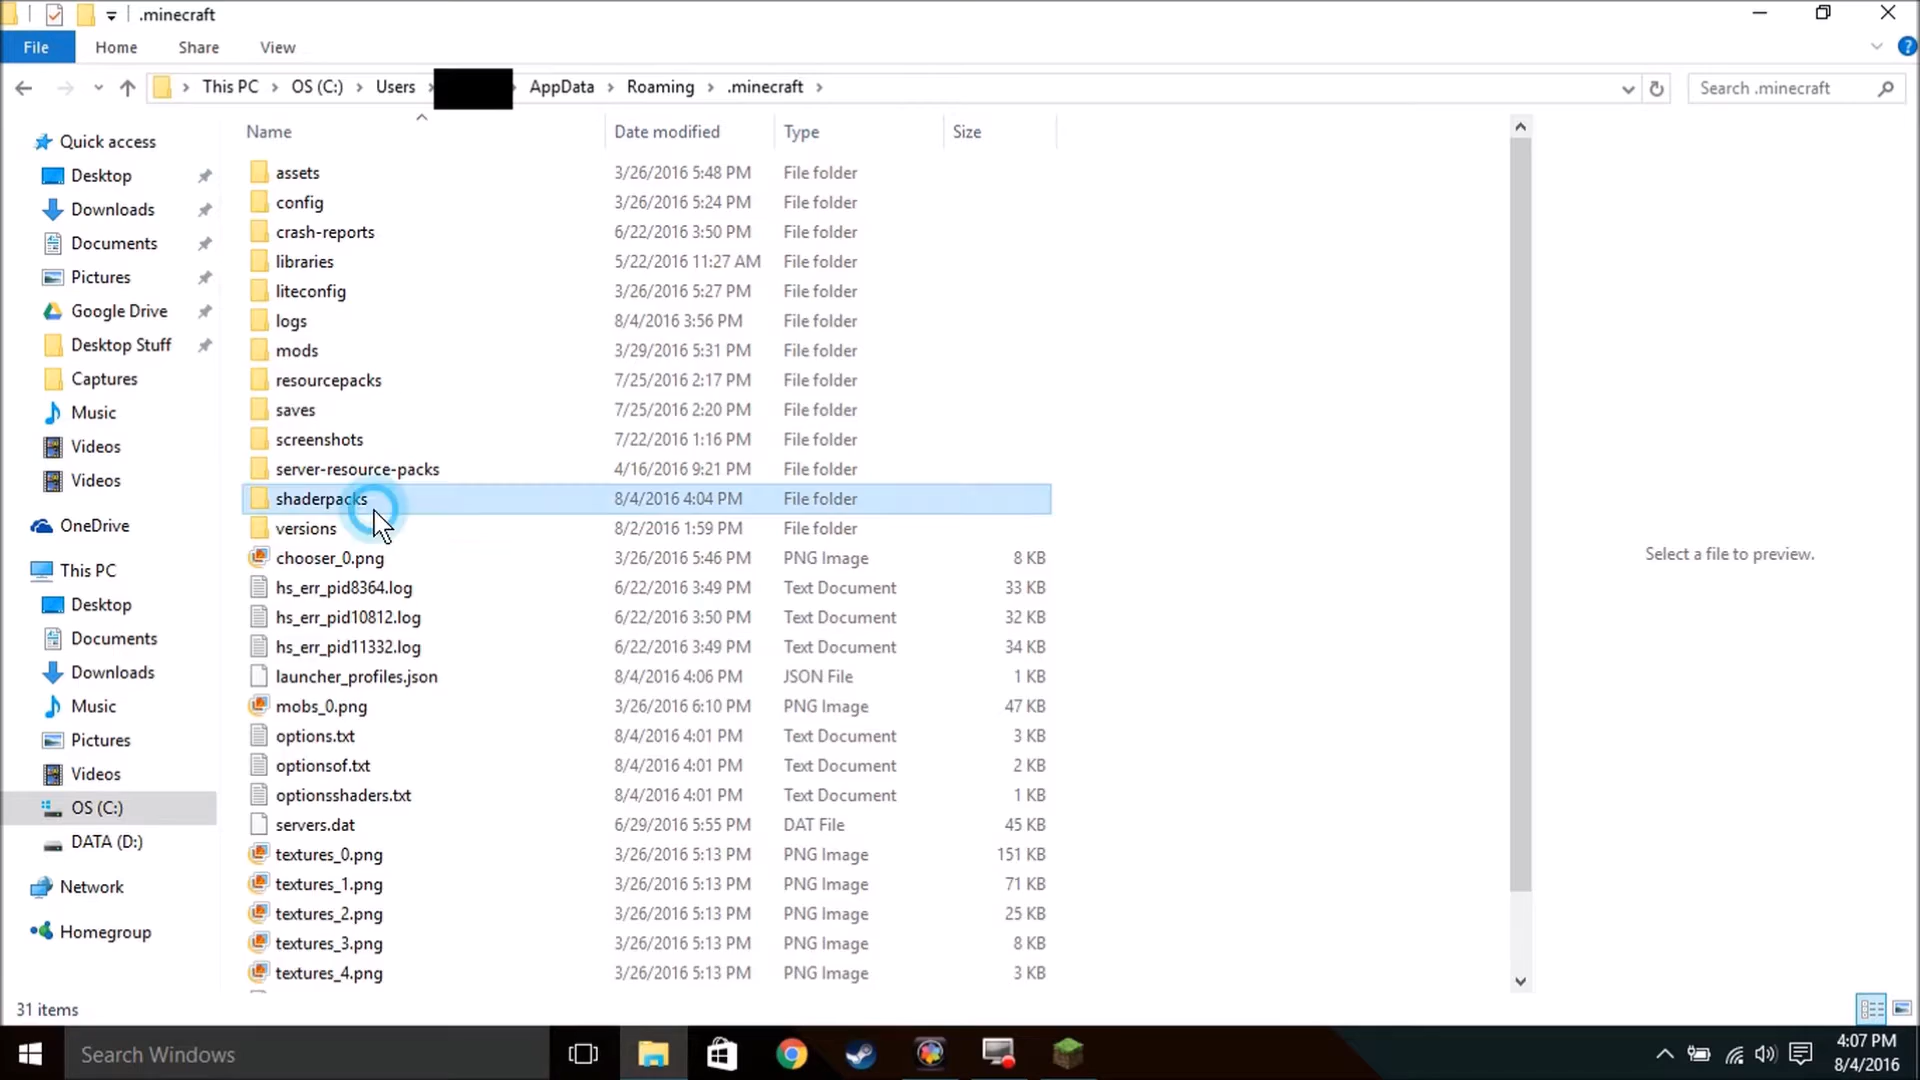 .minecraft
File Home Share View
This PC OS (C:) Users AppData Roaming .minecraft Search .minecraft
Name Date modified Type Size
Quick access
Desktop
Downloads
Documents
Pictures
Google Drive
Desktop Stuff
Captures
Music
Videos
Videos
OneDrive
This PC
Desktop
Documents
Downloads
Music
Pictures
Videos
OS (C:)
DATA (D:)
Network
Homegroup
assets 3/26/2016 5:48 PM File folder
config 3/26/2016 5:24 PM File folder
crash-reports 6/22/2016 3:50 PM File folder
libraries 5/22/2016 11:27 AM File folder
liteconfig 3/26/2016 5:27 PM File folder
logs 8/4/2016 3:56 PM File folder
mods 3/29/2016 5:31 PM File folder
resourcepacks 7/25/2016 2:17 PM File folder
saves 7/25/2016 2:20 PM File folder
screenshots 7/22/2016 1:16 PM File folder
server-resource-packs 4/16/2016 9:21 PM File folder
shaderpacks 8/4/2016 4:04 PM File folder
versions 8/2/2016 1:59 PM File folder
chooser_0.png 3/26/2016 5:46 PM PNG Image 8 KB
hs_err_pid8364.log 6/22/2016 3:49 PM Text Document 33 KB
hs_err_pid10812.log 6/22/2016 3:50 PM Text Document 32 KB
hs_err_pid11332.log 6/22/2016 3:49 PM Text Document 34 KB
launcher_profiles.json 8/4/2016 4:06 PM JSON File 1 KB
mobs_0.png 3/26/2016 6:10 PM PNG Image 47 KB
options.txt 8/4/2016 4:01 PM Text Document 3 KB
optionsof.txt 8/4/2016 4:01 PM Text Document 2 KB
optionsshaders.txt 8/4/2016 4:01 PM Text Document 1 KB
servers.dat 6/29/2016 5:55 PM DAT File 45 KB
textures_0.png 3/26/2016 5:13 PM PNG Image 151 KB
textures_1.png 3/26/2016 5:13 PM PNG Image 71 KB
textures_2.png 3/26/2016 5:13 PM PNG Image 25 KB
textures_3.png 3/26/2016 5:13 PM PNG Image 8 KB
textures_4.png 3/26/2016 5:13 PM PNG Image 3 KB
Select a file to preview.
31 items
Search Windows
4:07 PM
8/4/2016